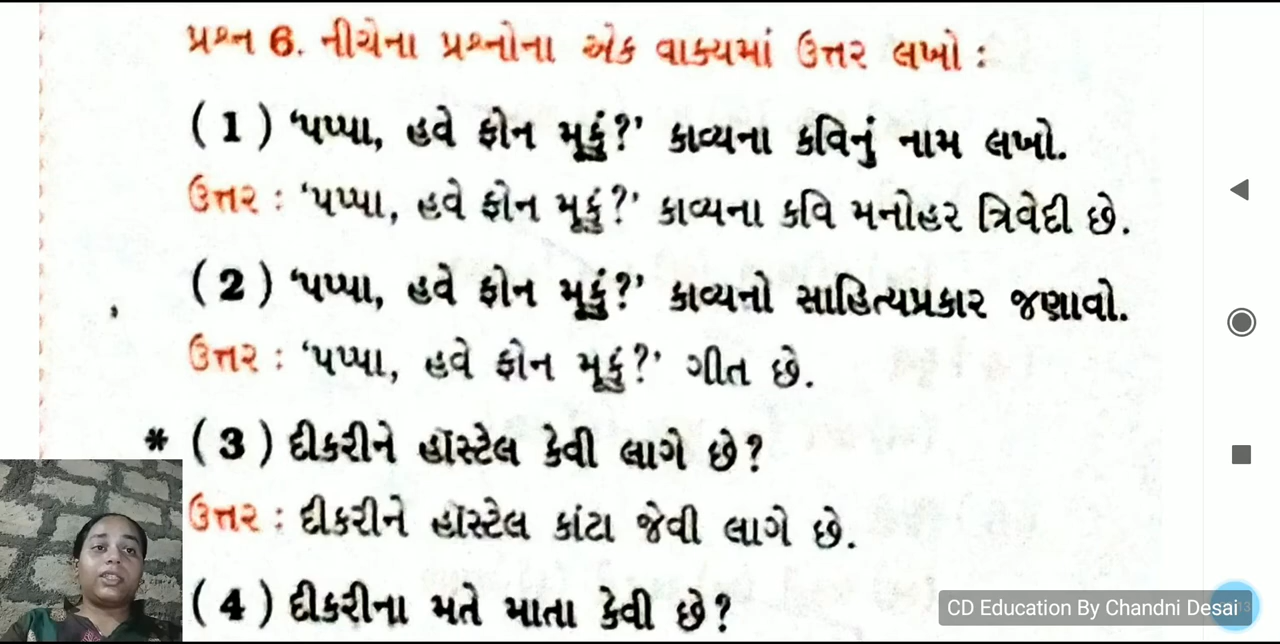 પ્રશ્ન 6. નીચેના પ્રશ્નોના એક વાક્યમાં ઉત્તર લખો :
( 1 ) ‘પપ્પા, હવે ફોન મૂકું?’ કાવ્યના કવિનું નામ લખો.
ઉત્તર : ‘પપ્પા, હવે ફોન મૂકું?’ કાવ્યના કવિ મનોહર ત્રિવેદી છે.
( 2 ) ‘પપ્પા, હવે ફોન મૂકું?’ કાવ્યનો સાહિત્યપ્રકાર જણાવો.
ઉત્તર : ‘પપ્પા, હવે ફોન મૂકું?’ ગીત છે.
* ( 3 ) દીકરીને હૉસ્ટેલ કેવી લાગે છે?
ઉત્તર : દીકરીને હૉસ્ટેલ કાંટા જેવી લાગે છે.
( 4 ) દીકરીના મતે માતા કેવી છે?
CD Education By Chandni Desai